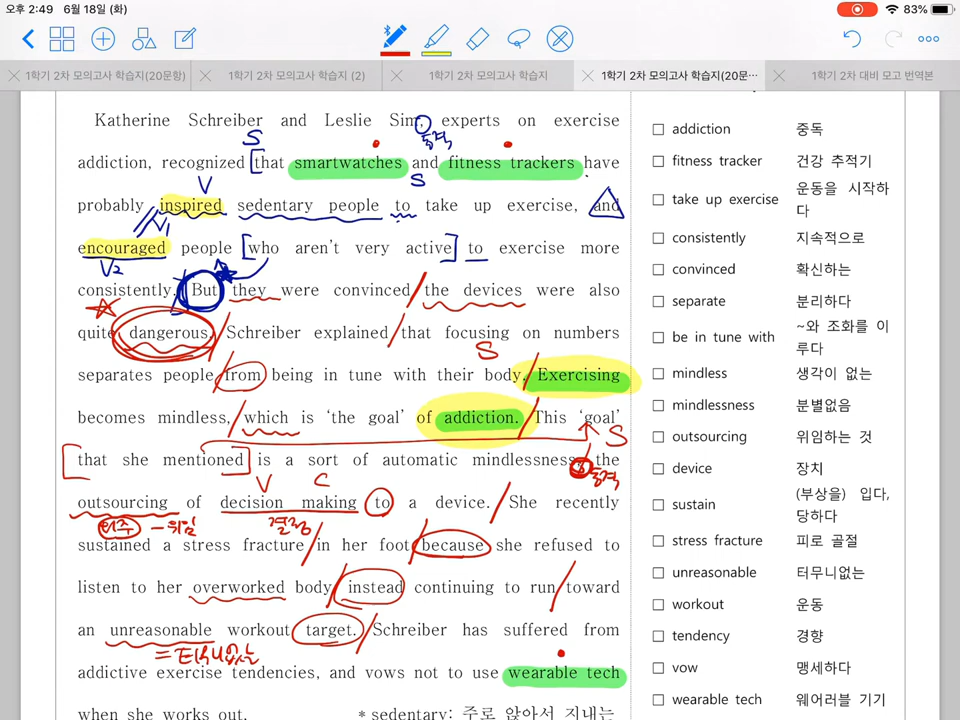 오후 2:49 6월 18일 (화) 83%
1학기 2차 모의고사 학습지(20문항) 1학기 2차 모의고사 학습지 (2) 1학기 2차 모의고사 학습지 1학기 2차 모의고사 학습지(20문… 1학기 2차 대비 모고 번역본
Katherine Schreiber and Leslie Sim, experts on exercise
S 동격
addiction, recognized [that smartwatches and fitness trackers have
V S
probably inspired sedentary people to take up exercise, and
V1
encouraged people [who aren't very active] to exercise more
V2
consistently. But they were convinced / the devices were also
quite dangerous. / Schreiber explained / that focusing on numbers
S
separates people / from being in tune with their body. / Exercising
becomes mindless, / which is ‘the goal’ of addiction. / This ‘goal’
S
[that she mentioned] is a sort of automatic mindlessness, the
V C 동격
outsourcing of decision making to a device. / She recently
외주 - 위임 결정
sustained a stress fracture / in her foot because she refused to
listen to her overworked body / instead continuing to run / toward
an unreasonable workout target. / Schreiber has suffered from
= 터무니없는
addictive exercise tendencies, and vows not to use wearable tech
when she works out.
* sedentary: 주로 앉아서 지내는
addiction 중독
fitness tracker 건강 추적기
take up exercise 운동을 시작하
다
consistently 지속적으로
convinced 확신하는
separate 분리하다
be in tune with ~와 조화를 이
루다
mindless 생각이 없는
mindlessness 분별없음
outsourcing 위임하는 것
device 장치
sustain (부상을) 입다,
당하다
stress fracture 피로 골절
unreasonable 터무니없는
workout 운동
tendency 경향
vow 맹세하다
wearable tech 웨어러블 기기